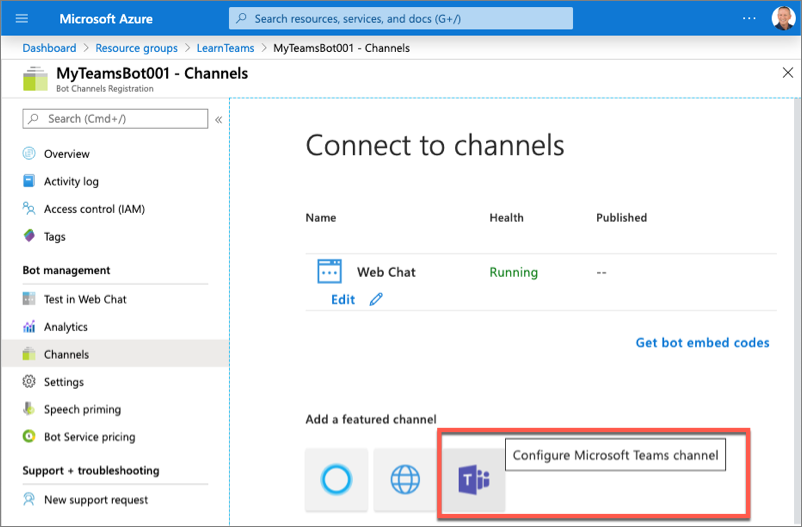 Microsoft Azure
Search resources, services, and docs (G+/)
...
Dashboard > Resource groups > LearnTeams > MyTeamsBot001 - Channels
MyTeamsBot001 - Channels
Bot Channels Registration
Search (Cmd+/)
Overview
Activity log
Access control (IAM)
Tags
Bot management
Test in Web Chat
Analytics
Channels
Settings
Speech priming
Bot Service pricing
Support + troubleshooting
New support request
Connect to channels
Name Health Published
Web Chat Running --
Edit
Get bot embed codes
Add a featured channel
T
Configure Microsoft Teams channel